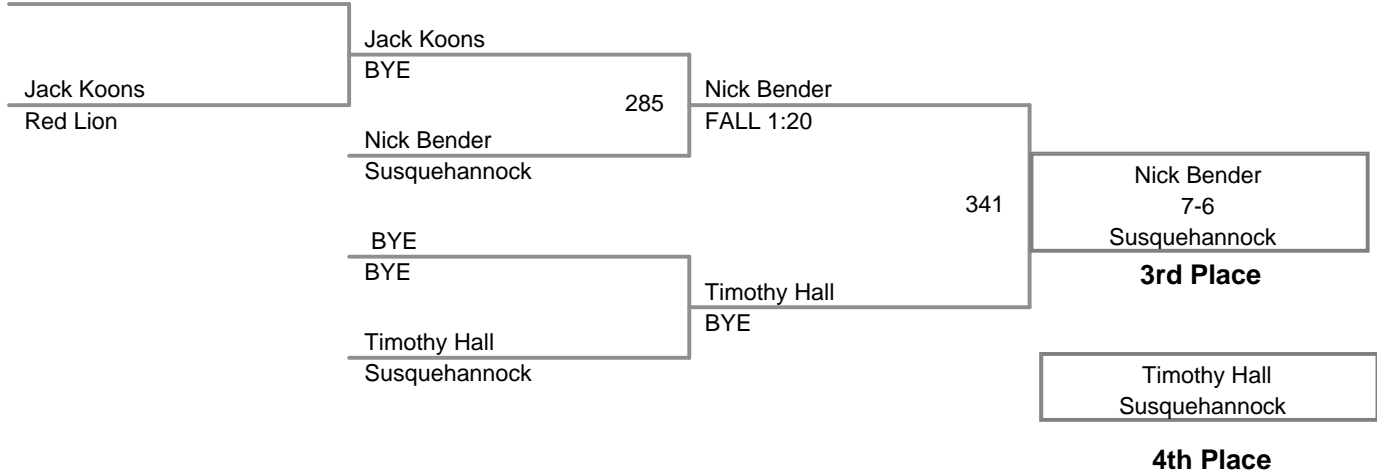 Jack Koons
Red Lion
Jack Koons
BYE
285
Nick Bender
Susquehannock
BYE
BYE
Timothy Hall
Susquehannock
Nick Bender
FALL 1:20
341
Timothy Hall
BYE
Nick Bender
7-6
Susquehannock
3rd Place
Timothy Hall
Susquehannock
4th Place